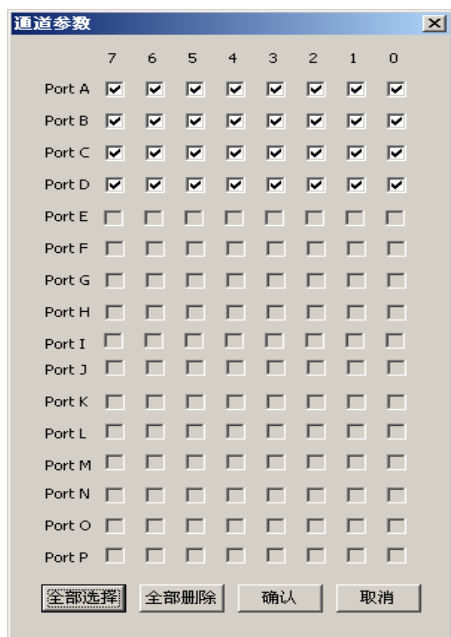 通道参数
7 6 5 4 3 2 1 0
Port A
Port B
Port C
Port D
Port E
Port F
Port G
Port H
Port I
Port J
Port K
Port L
Port M
Port N
Port O
Port P
全部选择 全部删除 确认 取消